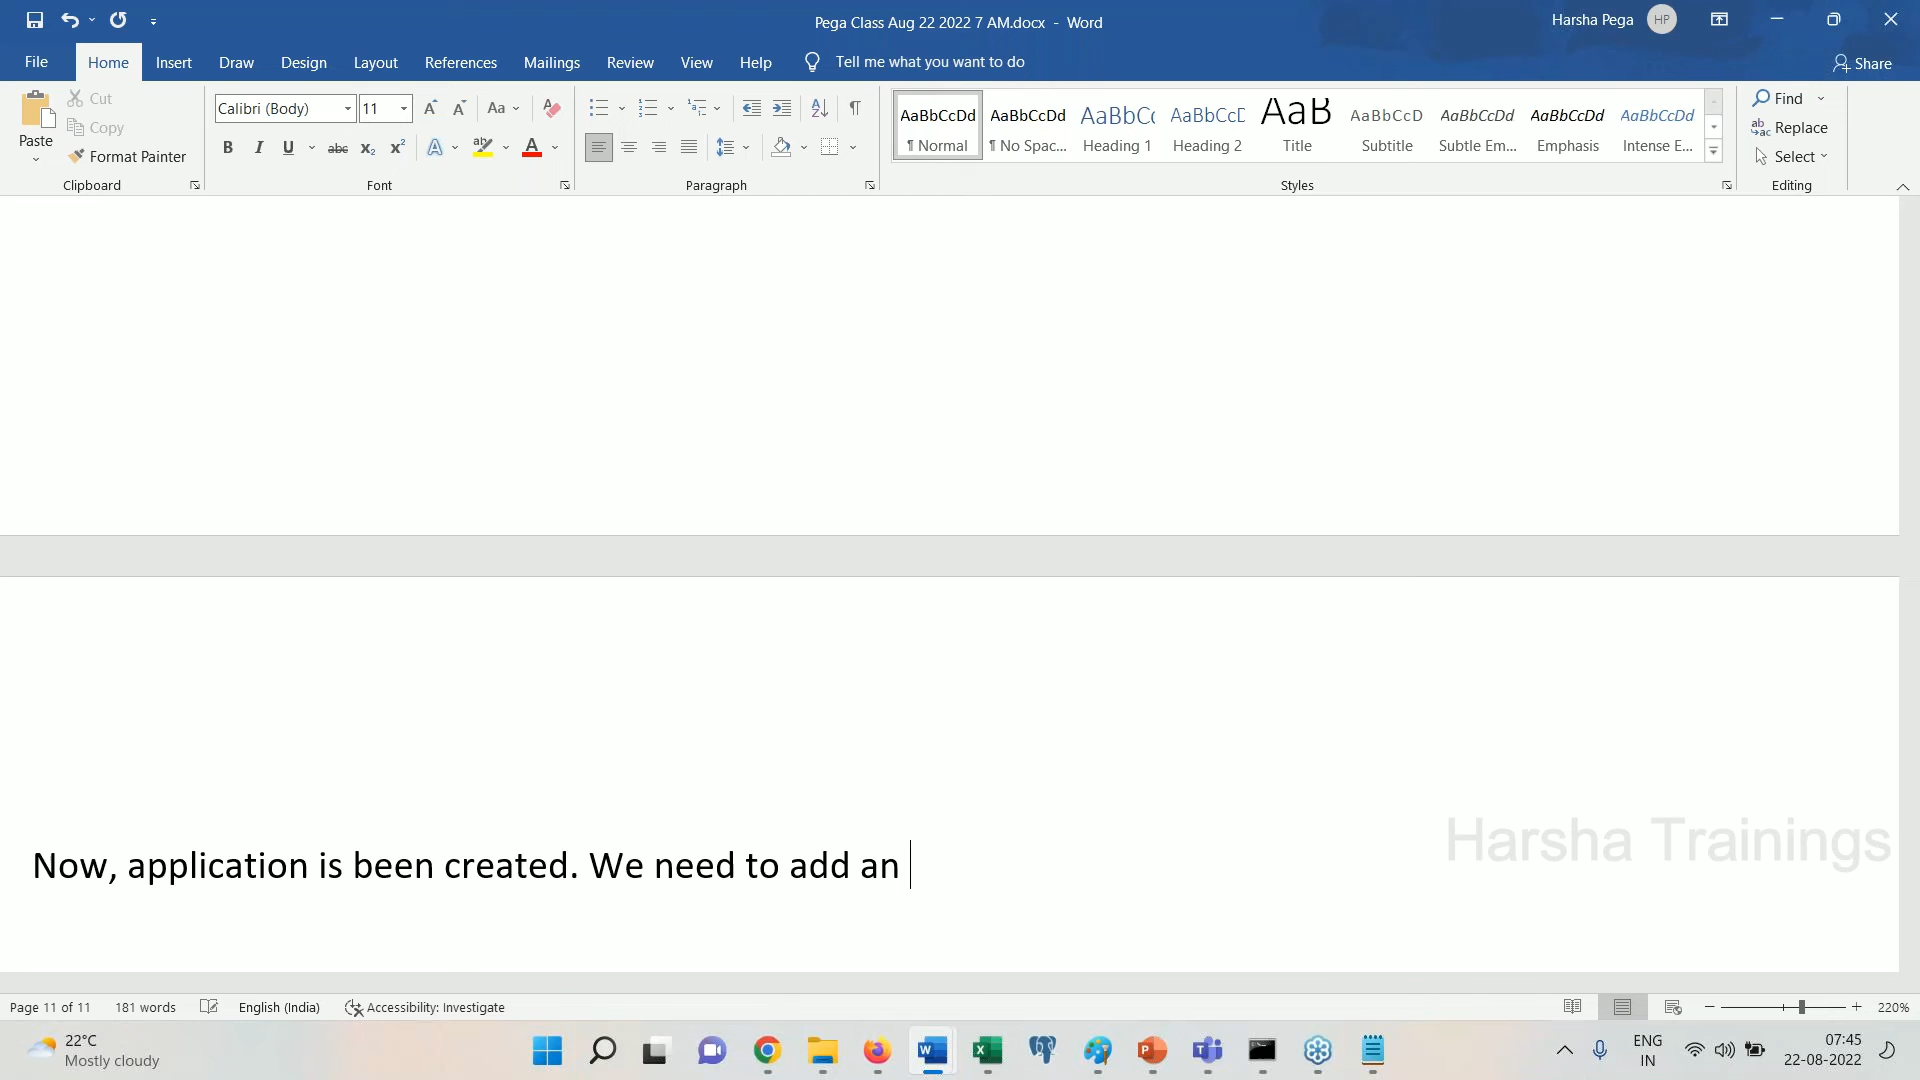 Pega Class Aug 22 2022 7 AM.docx - Word
Harsha Pega
HP
File Home Insert Draw Design Layout References Mailings Review View Help Tell me what you want to do
Share
Paste
Cut
Copy
Format Painter
Clipboard
Calibri (Body) 11
Font
Paragraph
AaBbCcDd AaBbCcDd AaBbCc AaBbCcD AaB AaBbCcD AaBbCcDd AaBbCcDd AaBbCcDd
¶ Normal ¶ No Spac... Heading 1 Heading 2 Title Subtitle Subtle Em... Emphasis Intense E...
Styles
Find
Replace
Select
Editing
Harsha Trainings
Now, application is been created. We need to add an
Page 11 of 11 181 words English (India) Accessibility: Investigate
220%
22°C
Mostly cloudy
ENG
IN
07:45
22-08-2022